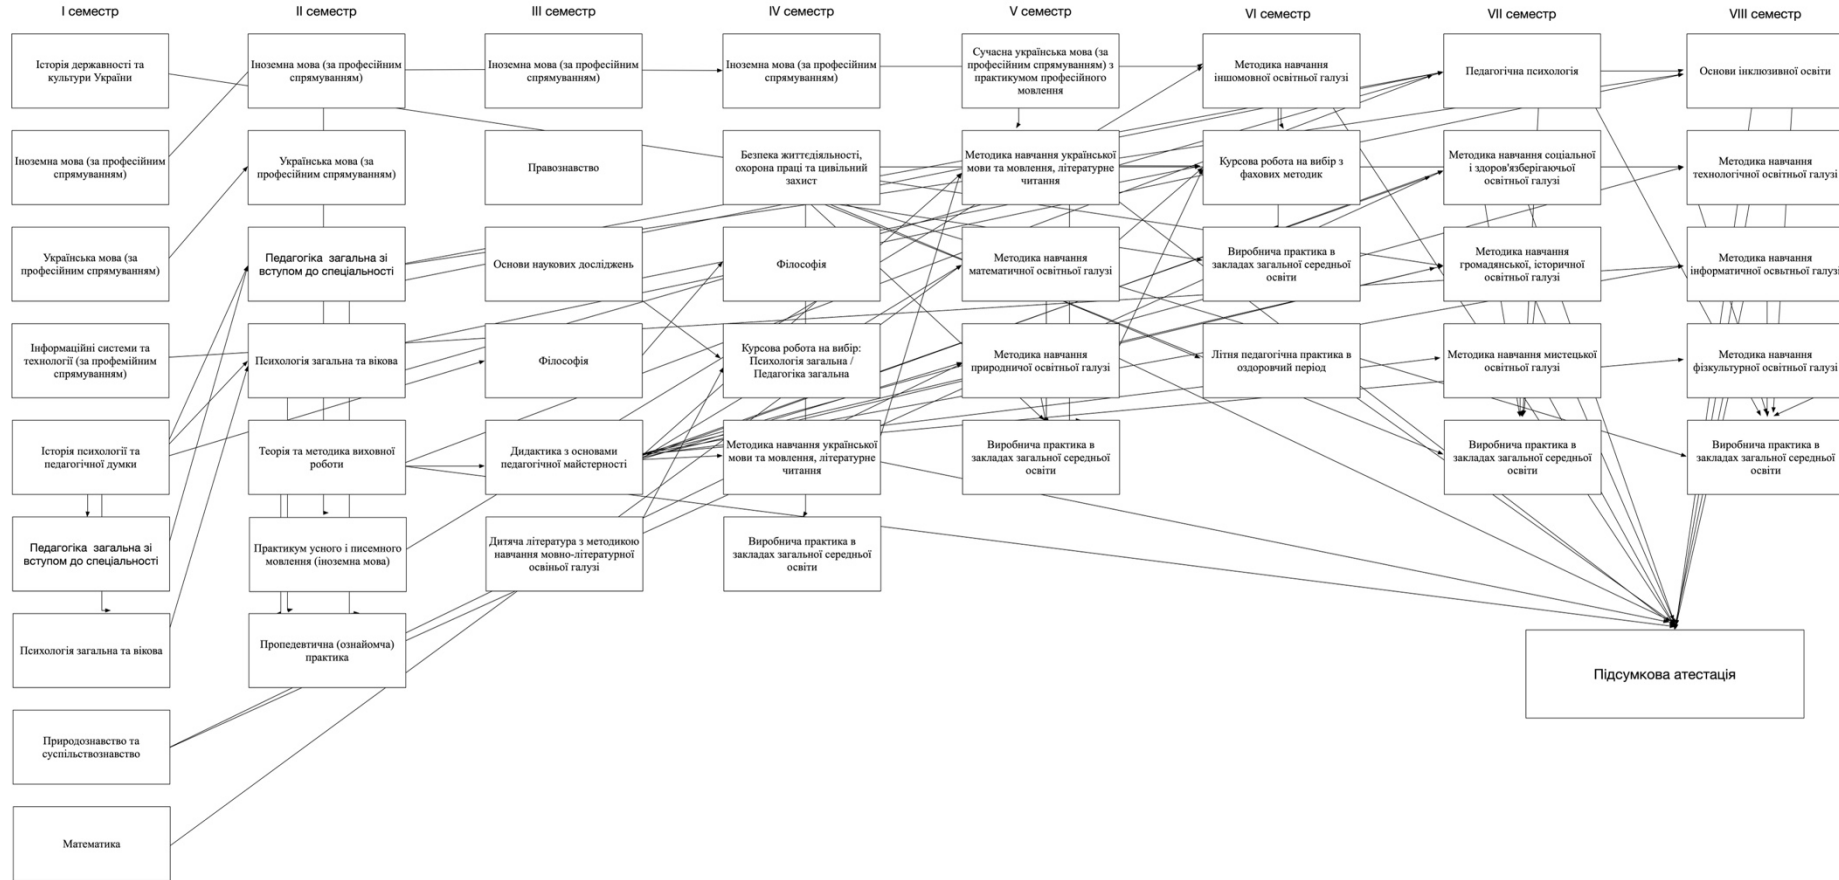 I семестр
II семестр
III семестр
IV семестр
V семестр
VI семестр
VII семестр
VIII семестр
Історія державності та
культури України
Іноземна мова (за професійним
спрямуванням)
Іноземна мова (за професійним
спрямуванням)
Іноземна мова (за професійним
спрямуванням)
Сучасна українська мова (за
професійним спрямуванням) з
практикумом професійного
мовлення
Методика навчання
іншомовної освітньої галузі
Педагогічна психологія
Основи інклюзивної освіти
Іноземна мова (за професійним
спрямуванням)
Українська мова (за
професійним спрямуванням)
Правознавство
Безпека життєдіяльності,
охорона праці та цивільний
захист
Методика навчання української
мови та мовлення, літературне
читання
Курсова робота на вибір з
фахових методик
Методика навчання соціальної
і здоров'язберігаючої
освітньої галузі
Методика навчання
технологічної освітньої галузі
Українська мова (за
професійним спрямуванням)
Педагогіка загальна зі
вступом до спеціальності
Основи наукових досліджень
Філософія
Методика навчання
математичної освітньої галузі
Виробнича практика в
закладах загальної середньої
освіти
Методика навчання
громадянської, історичної
освітньої галузі
Методика навчання
інформатичної освьтньої галузі
Інформаційні системи та
технології (за професійним
спрямуванням)
Психологія загальна та вікова
Філософія
Курсова робота на вибір:
Психологія загальна /
Педагогіка загальна
Методика навчання
природничої освітньої галузі
Літня педагогічна практика в
оздоровчий період
Методика навчання мистецької
освітньої галузі
Методика навчання
фізкультурної освітньої галузі
Історія психології та
педагогічної думки
Теорія та методика виховної
роботи
Дидактика з основами
педагогічної майстерності
Методика навчання української
мови та мовлення, літературне
читання
Виробнича практика в
закладах загальної середньої
освіти
Виробнича практика в
закладах загальної середньої
освіти
Виробнича практика в
закладах загальної середньої
освіти
Педагогіка загальна зі
вступом до спеціальності
Практикум усного і писемного
мовлення (іноземна мова)
Дитяча література з методикою
навчання мовно-літературної
освіньої галузі
Виробнича практика в
закладах загальної середньої
освіти
Психологія загальна та вікова
Пропедевтична (ознайомча)
практика
Підсумкова атестація
Природознавство та
суспільствознавство
Математика